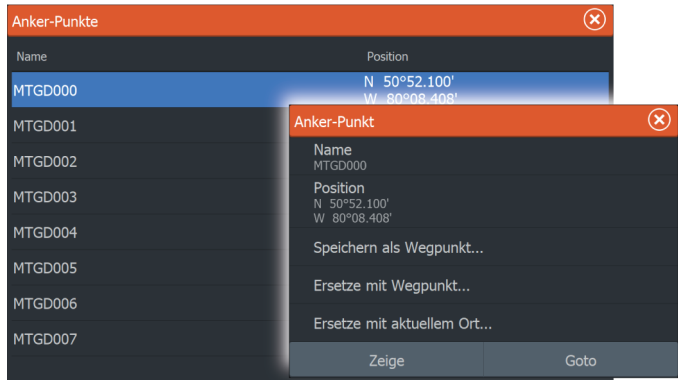 Anker-Punkte
Name Position
MTGD000 N 50°52.100'
W 80°08.408'
MTGD001
MTGD002
MTGD003
MTGD004
MTGD005
MTGD006
MTGD007
Anker-Punkt
Name
MTGD000
Position
N 50°52.100'
W 80°08.408'
Speichern als Wegpunkt...
Ersetze mit Wegpunkt...
Ersetze mit aktuellem Ort...
Zeige Goto